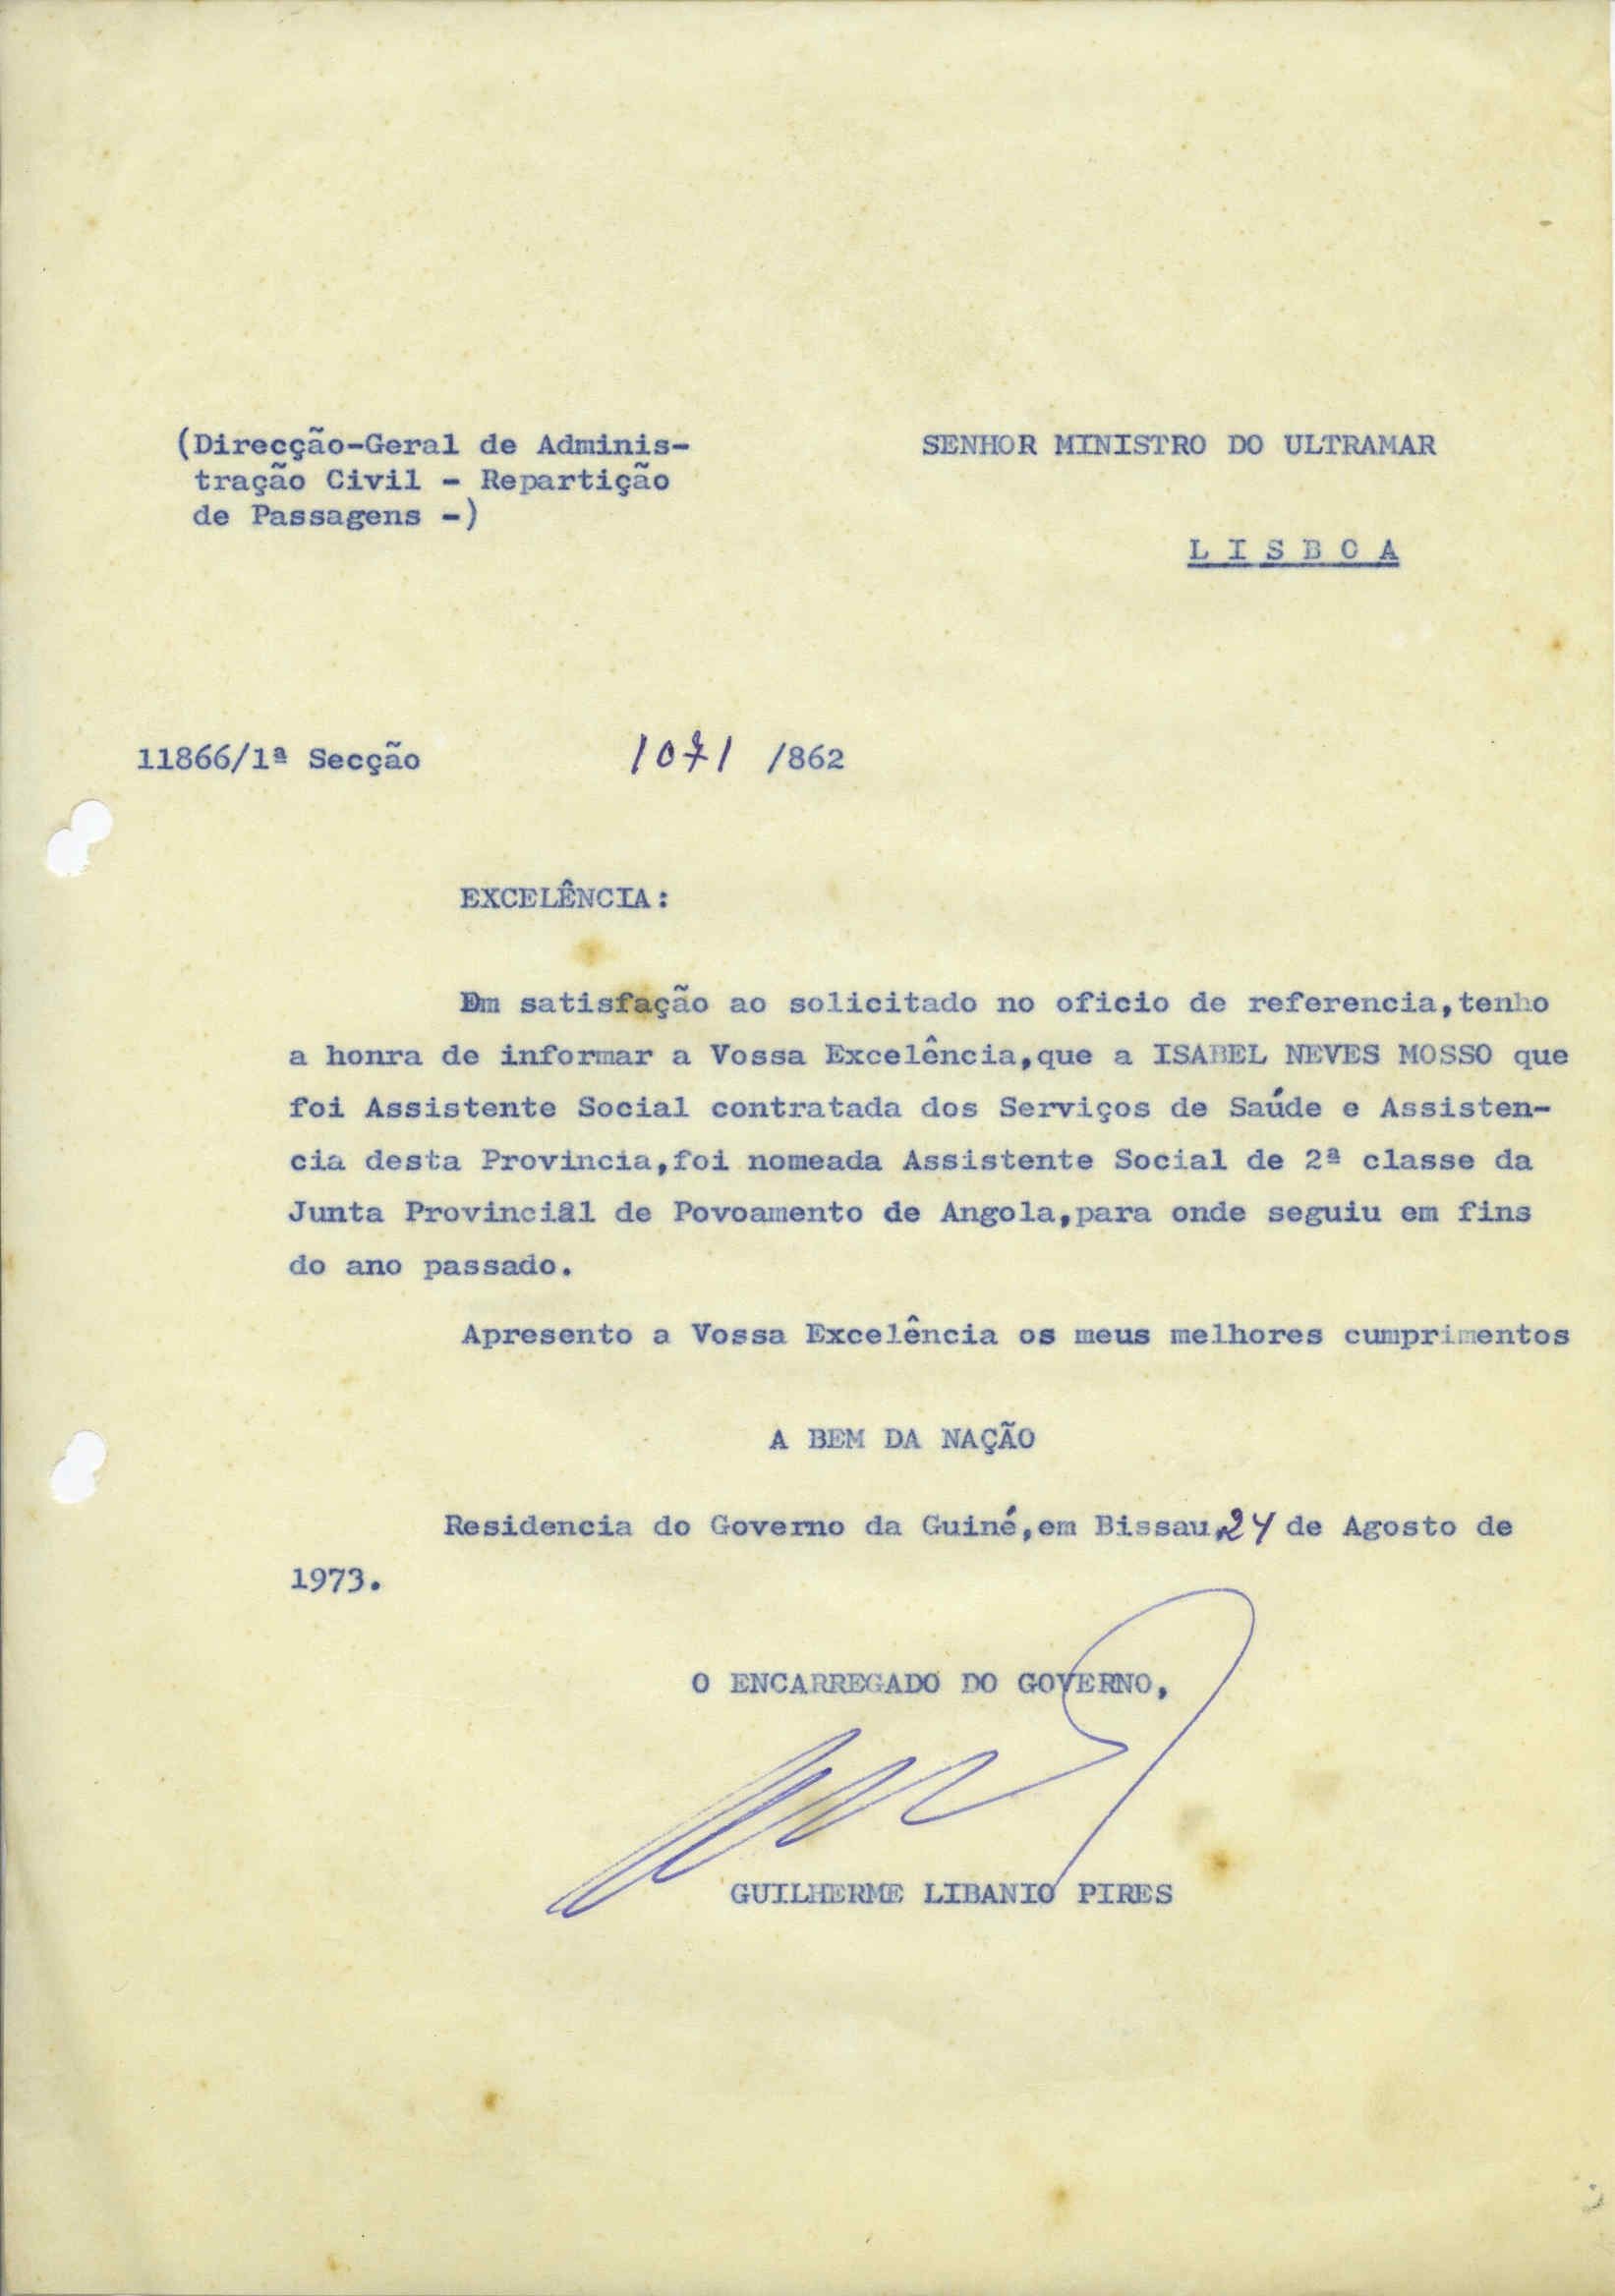 (Direcção-Geral de Adminis-
tração Civil - Repartição
de Passagens -)
SENHOR MINISTRO DO ULTRAMAR
LISBOA
11866/1ª Secção 1071 /862
EXCELÊNCIA:
Em satisfação ao solicitado no oficio de referencia,tenho
a honra de informar a Vossa Excelência,que a ISABEL NEVES MOSSO que
foi Assistente Social contratada dos Serviços de Saúde e Assisten-
cia desta Provincia,foi nomeada Assistente Social de 2ª classe da
Junta Provincial de Povoamento de Angola,para onde seguiu em fins
do ano passado.
Apresento a Vossa Excelência os meus melhores cumprimentos
A BEM DA NAÇÃO
Residencia do Governo da Guiné,em Bissau,24 de Agosto de
1973.
O ENCARREGADO DO GOVERNO,
GUILHERME LIBANIO PIRES